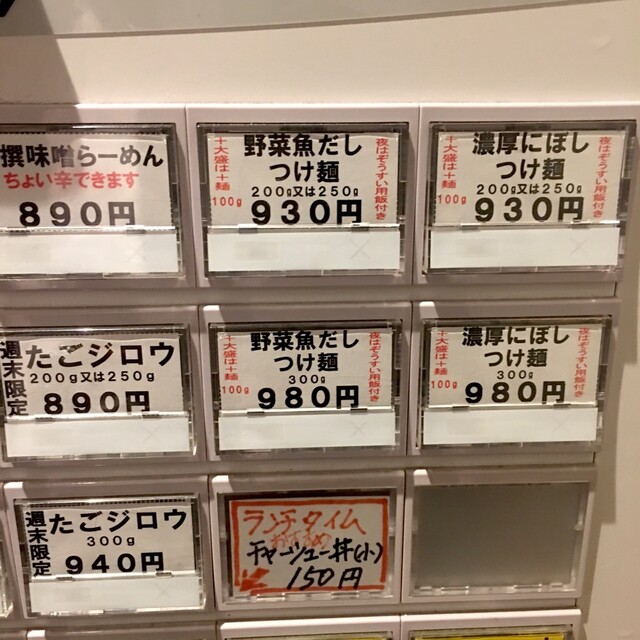 撰味噌らーめん
ちょい辛できます
890円
野菜魚だし
つけ麺
200g又は250g
930円
十大盛は十麺
100g
夜はぞうすい用飯付き
濃厚にぼし
つけ麺
200g又は250g
930円
十大盛は十麺
100g
夜はぞうすい用飯付き
週末限定
たごジロウ
200g又は250g
890円
野菜魚だし
つけ麺
300g
980円
十大盛は十麺
100g
夜はぞうすい用飯付き
濃厚にぼし
つけ麺
300g
980円
十大盛は十麺
100g
夜はぞうすい用飯付き
週末限定
たごジロウ
300g
940円
ランチタイム
おすすめ
チャーシュー丼(小)
150円